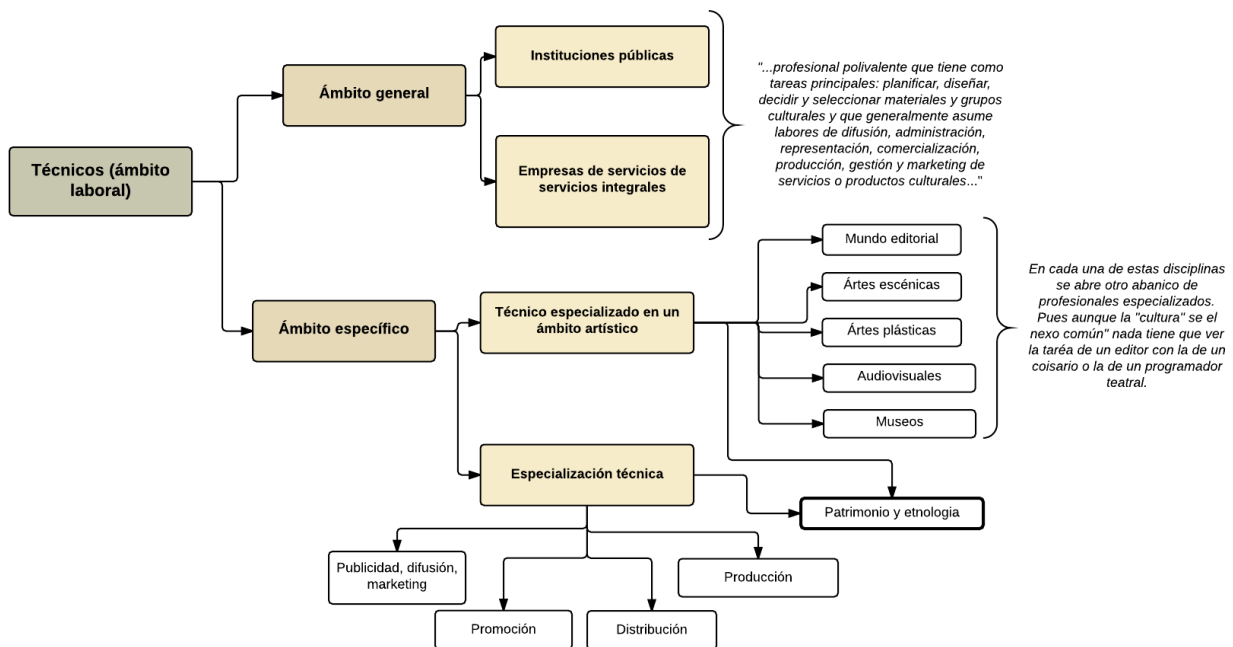 Técnicos (ámbito
laboral)
Ámbito general
Instituciones públicas
Empresas de servicios de
servicios integrales
"...profesional polivalente que tiene como
tareas principales: planificar, diseñar,
decidir y seleccionar materiales y grupos
culturales y que generalmente asume
labores de difusión, administración,
representación, comercialización,
producción, gestión y marketing de
servicios o productos culturales..."
Ámbito específico
Técnico especializado en un
ámbito artístico
Mundo editorial
Ártes escénicas
Ártes plásticas
Audiovisuales
Museos
En cada una de estas disciplinas
se abre otro abanico de
profesionales especializados.
Pues aunque la "cultura" se el
nexo común" nada tiene que ver
la taréa de un editor con la de un
coisario o la de un programador
teatral.
Especialización técnica
Patrimonio y etnologia
Publicidad, difusión,
marketing
Producción
Promoción
Distribución